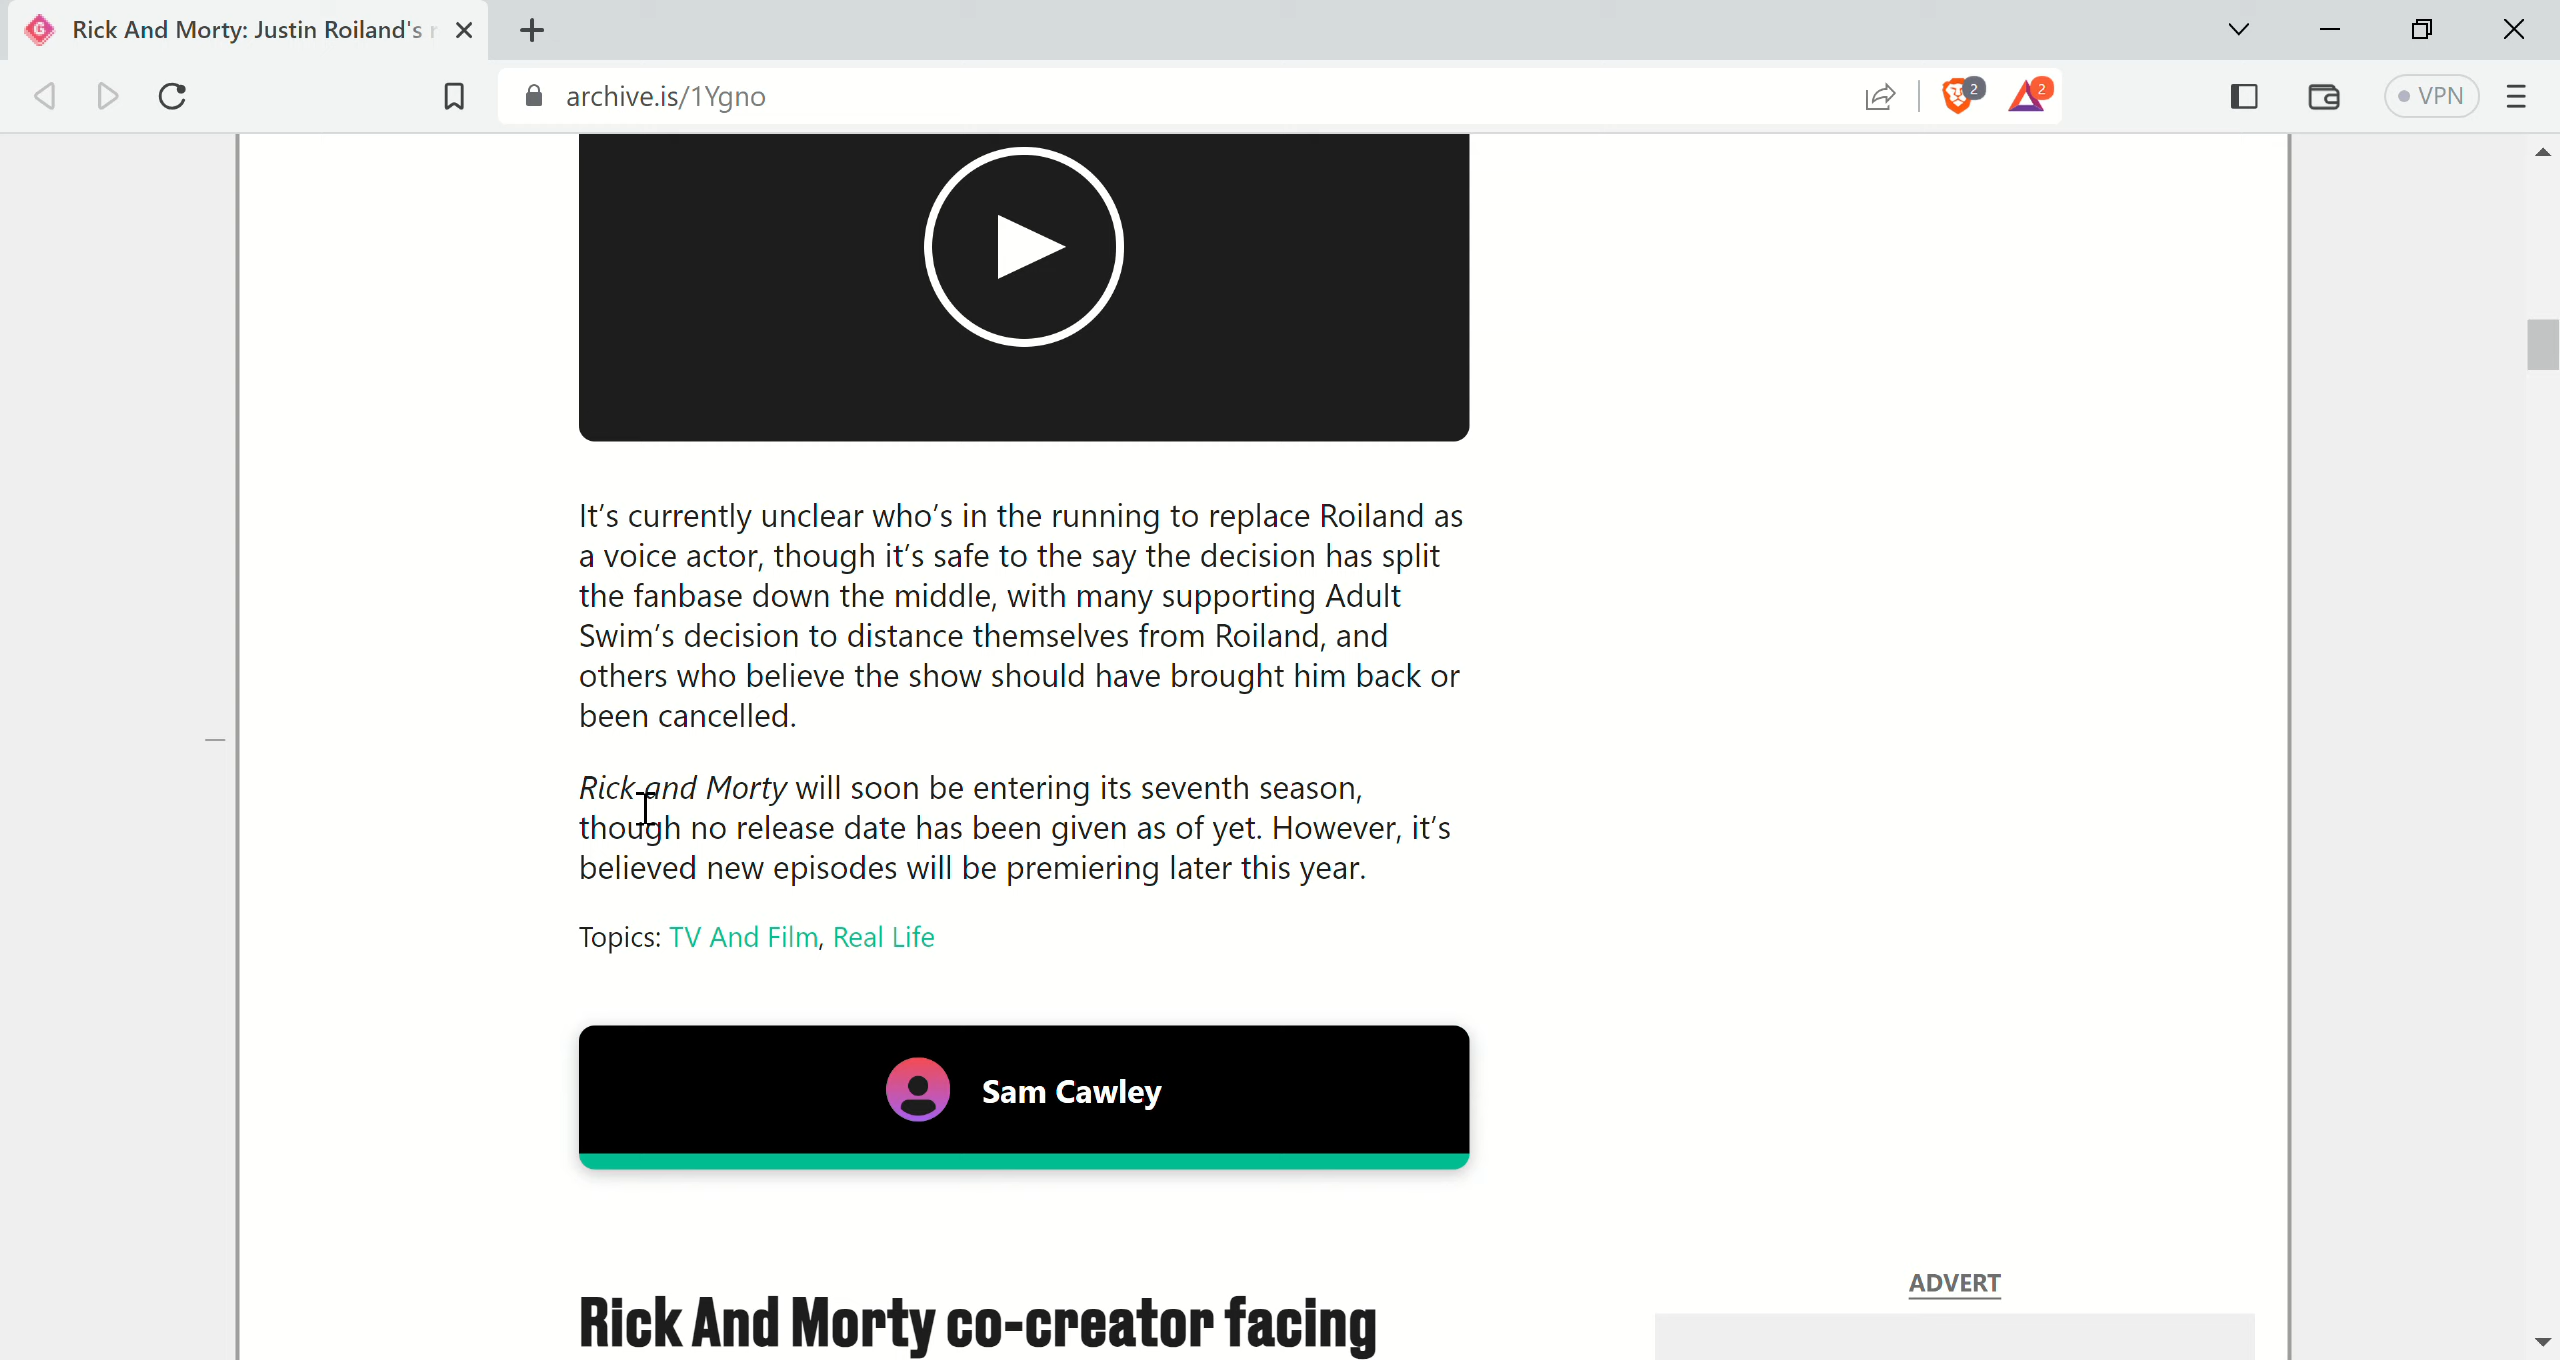 Rick And Morty: Justin Roiland's
archive.is/1Ygno
2
2
VPN
It's currently unclear who's in the running to replace Roiland as
a voice actor, though it's safe to the say the decision has split
the fanbase down the middle, with many supporting Adult
Swim's decision to distance themselves from Roiland, and
others who believe the show should have brought him back or
been cancelled.
Rick and Morty will soon be entering its seventh season,
though no release date has been given as of yet. However, it's
believed new episodes will be premiering later this year.
Topics: TV And Film, Real Life
Sam Cawley
ADVERT
Rick And Morty co-creator facing